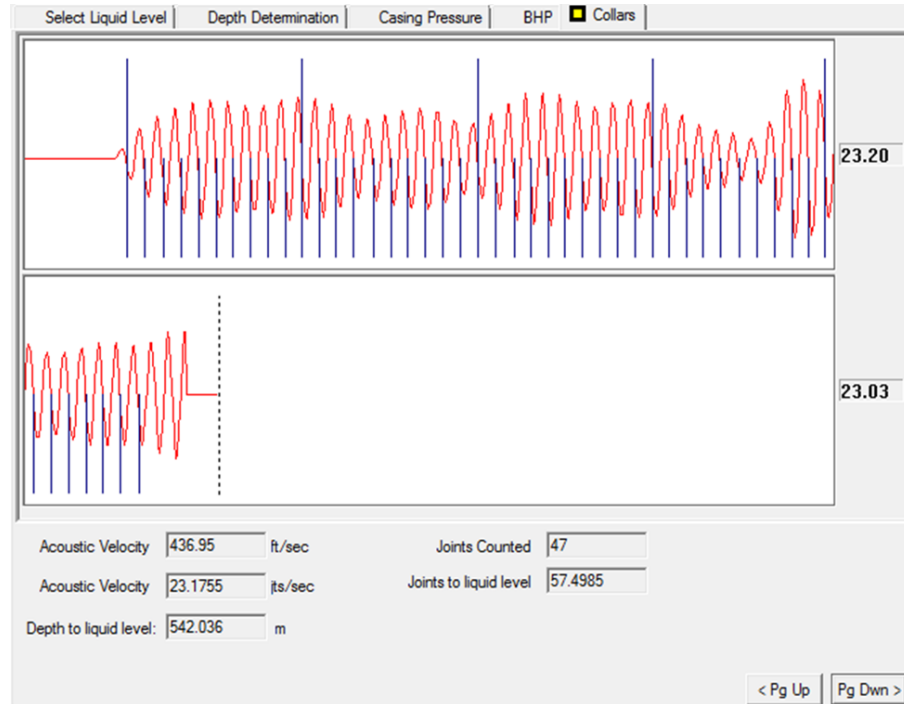 Select Liquid Level Depth Determination Casing Pressure BHP Collars
23.20
23.03
Acoustic Velocity 436.95 ft/sec Joints Counted 47
Acoustic Velocity 23.1755 jts/sec Joints to liquid level 57.4985
Depth to liquid level: 542.036 m
< Pg Up Pg Dwn >